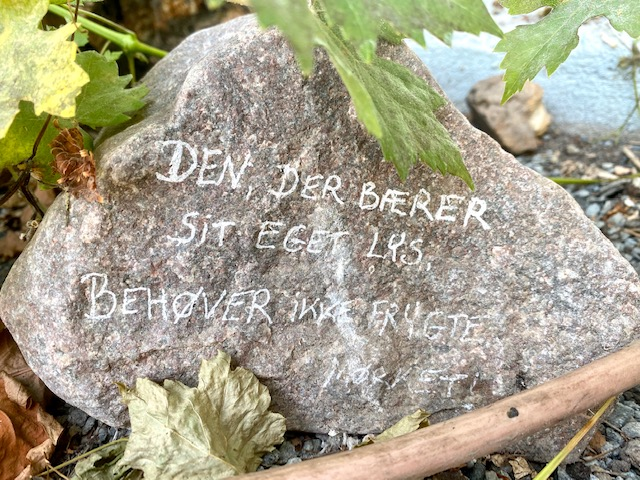 DEN, DER BÆRER
SIT EGET LYS,
BEHØVER IKKE FRYGTE
MØRKET!